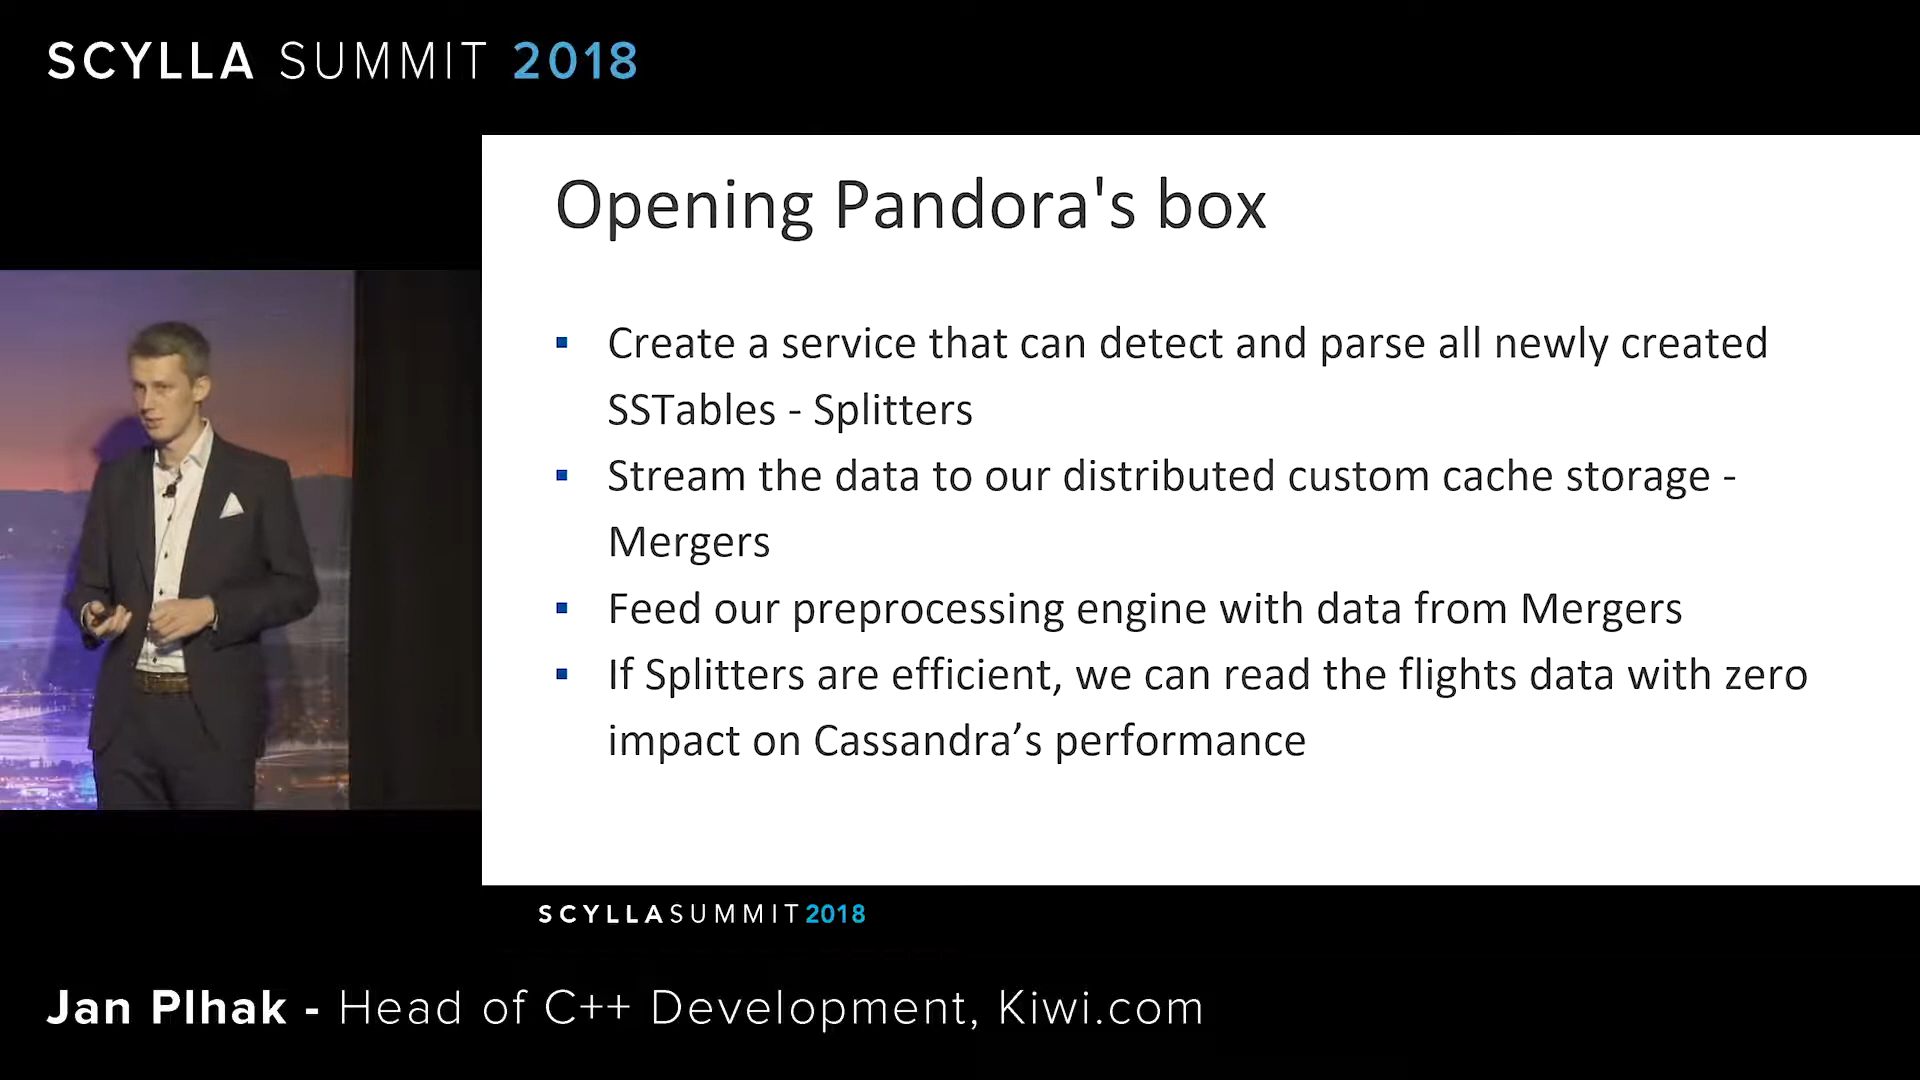 SCYLLA SUMMIT 2018
Opening Pandora's box
▪ Create a service that can detect and parse all newly created
SSTables - Splitters
▪ Stream the data to our distributed custom cache storage -
Mergers
▪ Feed our preprocessing engine with data from Mergers
▪ If Splitters are efficient, we can read the flights data with zero
impact on Cassandra’s performance
SCYLLASUMMIT2018
Jan Plhak - Head of C++ Development, Kiwi.com